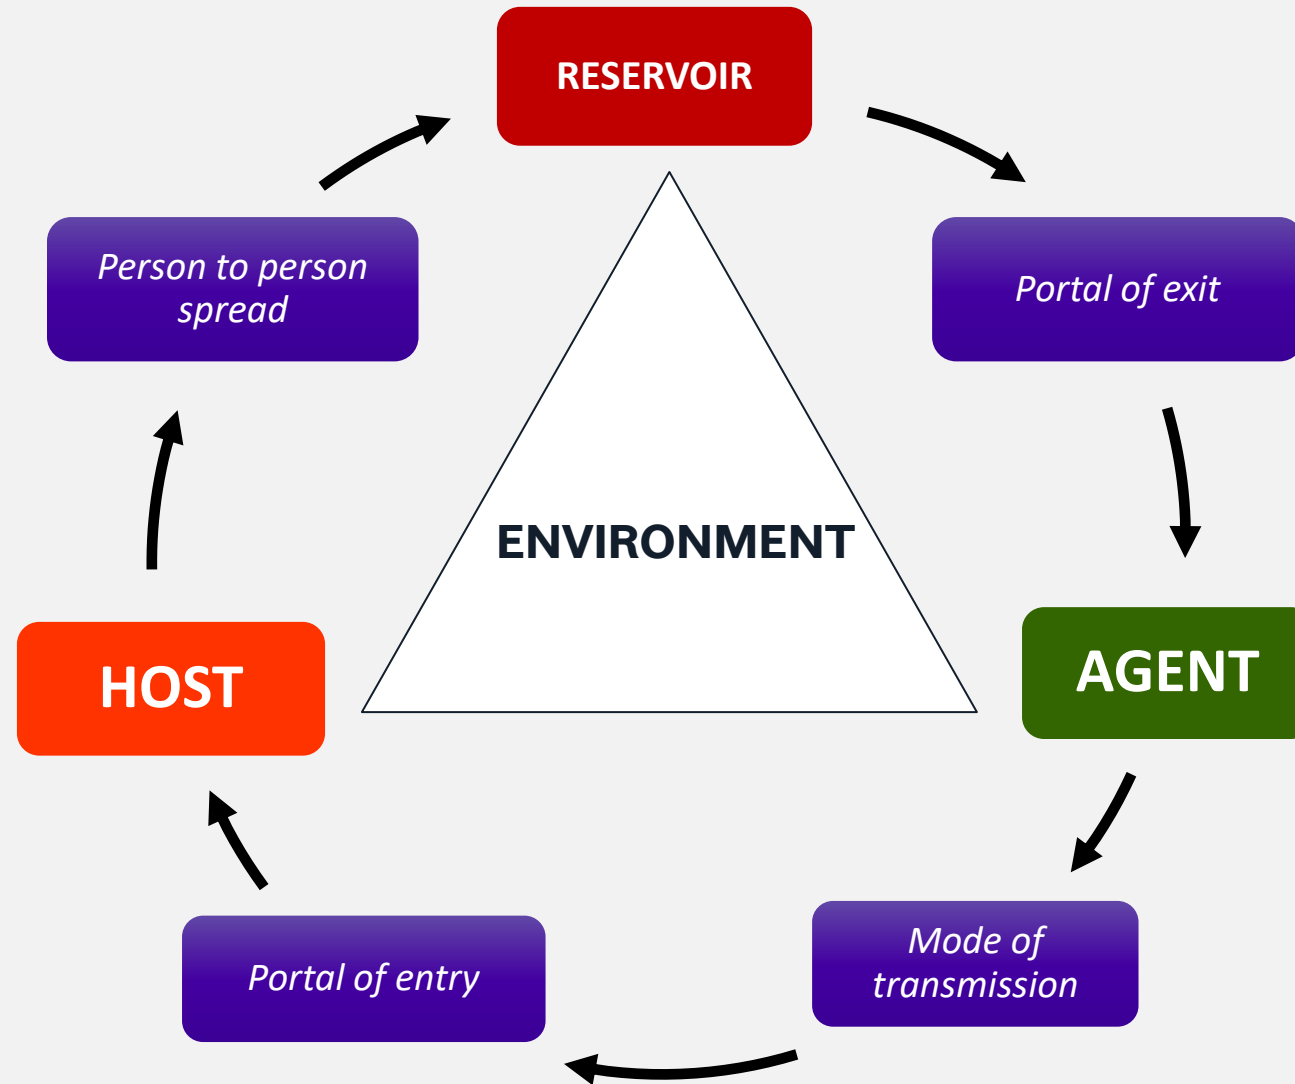 RESERVOIR
Person to person
spread
Portal of exit
ENVIRONMENT
HOST
AGENT
Portal of entry
Mode of
transmission